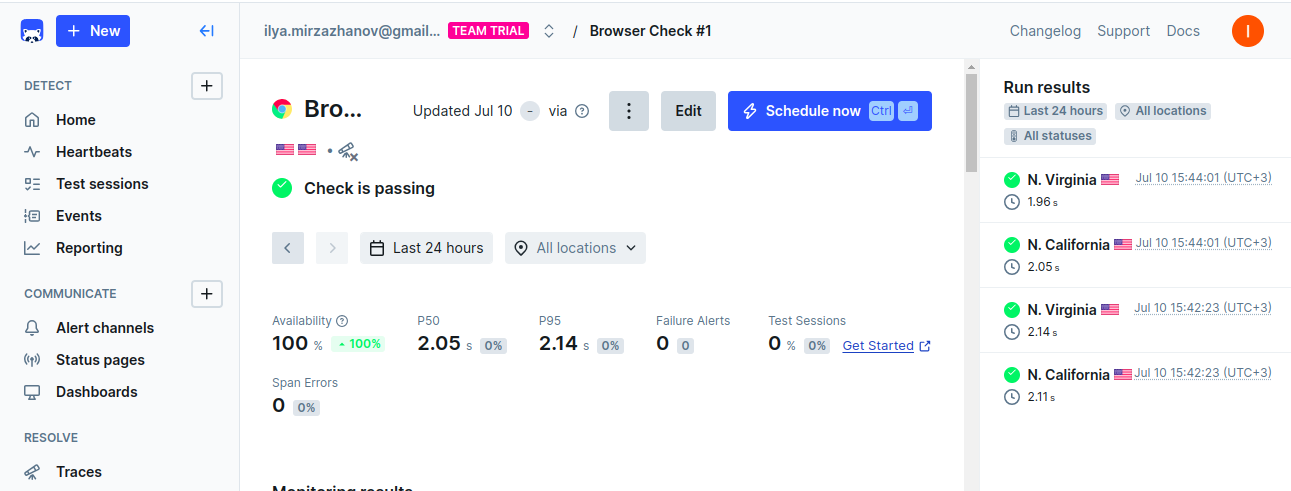 New
ilya.mirzazhanov@gmail... TEAM TRIAL / Browser Check #1
Changelog Support Docs I
DETECT
Home
Heartbeats
Test sessions
Events
Reporting
COMMUNICATE
Alert channels
Status pages
Dashboards
RESOLVE
Traces
Bro... Updated Jul 10 - via Edit Schedule now Ctrl
Check is passing
Last 24 hours All locations
Availability
100 % 100%
P50
2.05 s 0%
P95
2.14 s 0%
Failure Alerts
0 0
Test Sessions
0 % 0% Get Started
Span Errors
0 0%
Monitoring results
Run results
Last 24 hours All locations
All statuses
N. Virginia Jul 10 15:44:01 (UTC+3)
1.96 s
N. California Jul 10 15:44:01 (UTC+3)
2.05 s
N. Virginia Jul 10 15:42:23 (UTC+3)
2.14 s
N. California Jul 10 15:42:23 (UTC+3)
2.11 s